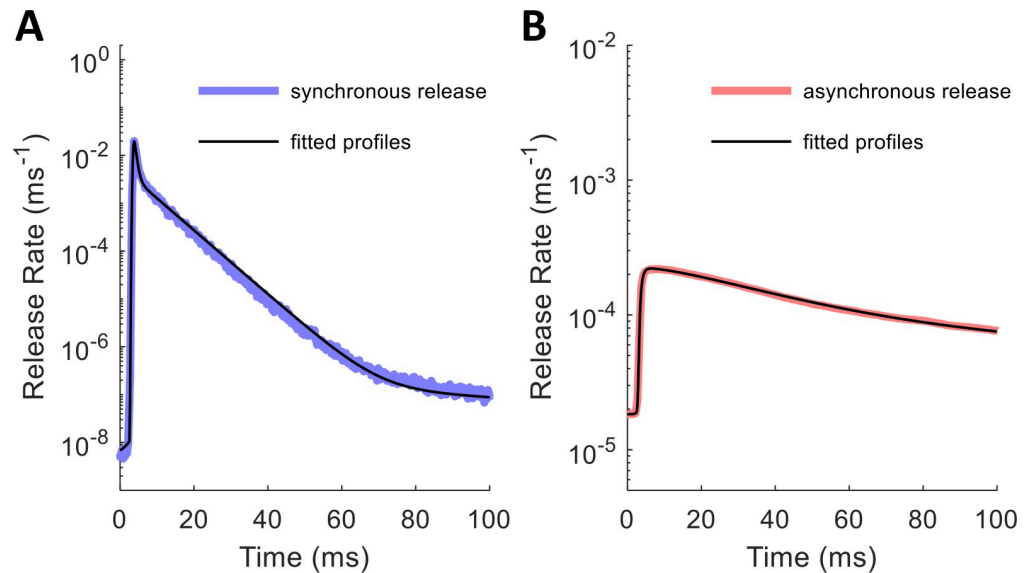 A
Release Rate (ms⁻¹)
10⁰
10⁻²
10⁻⁴
10⁻⁶
10⁻⁸
synchronous release
fitted profiles
0 20 40 60 80 100
Time (ms)
B
Release Rate (ms⁻¹)
10⁻²
10⁻³
10⁻⁴
10⁻⁵
asynchronous release
fitted profiles
0 20 40 60 80 100
Time (ms)